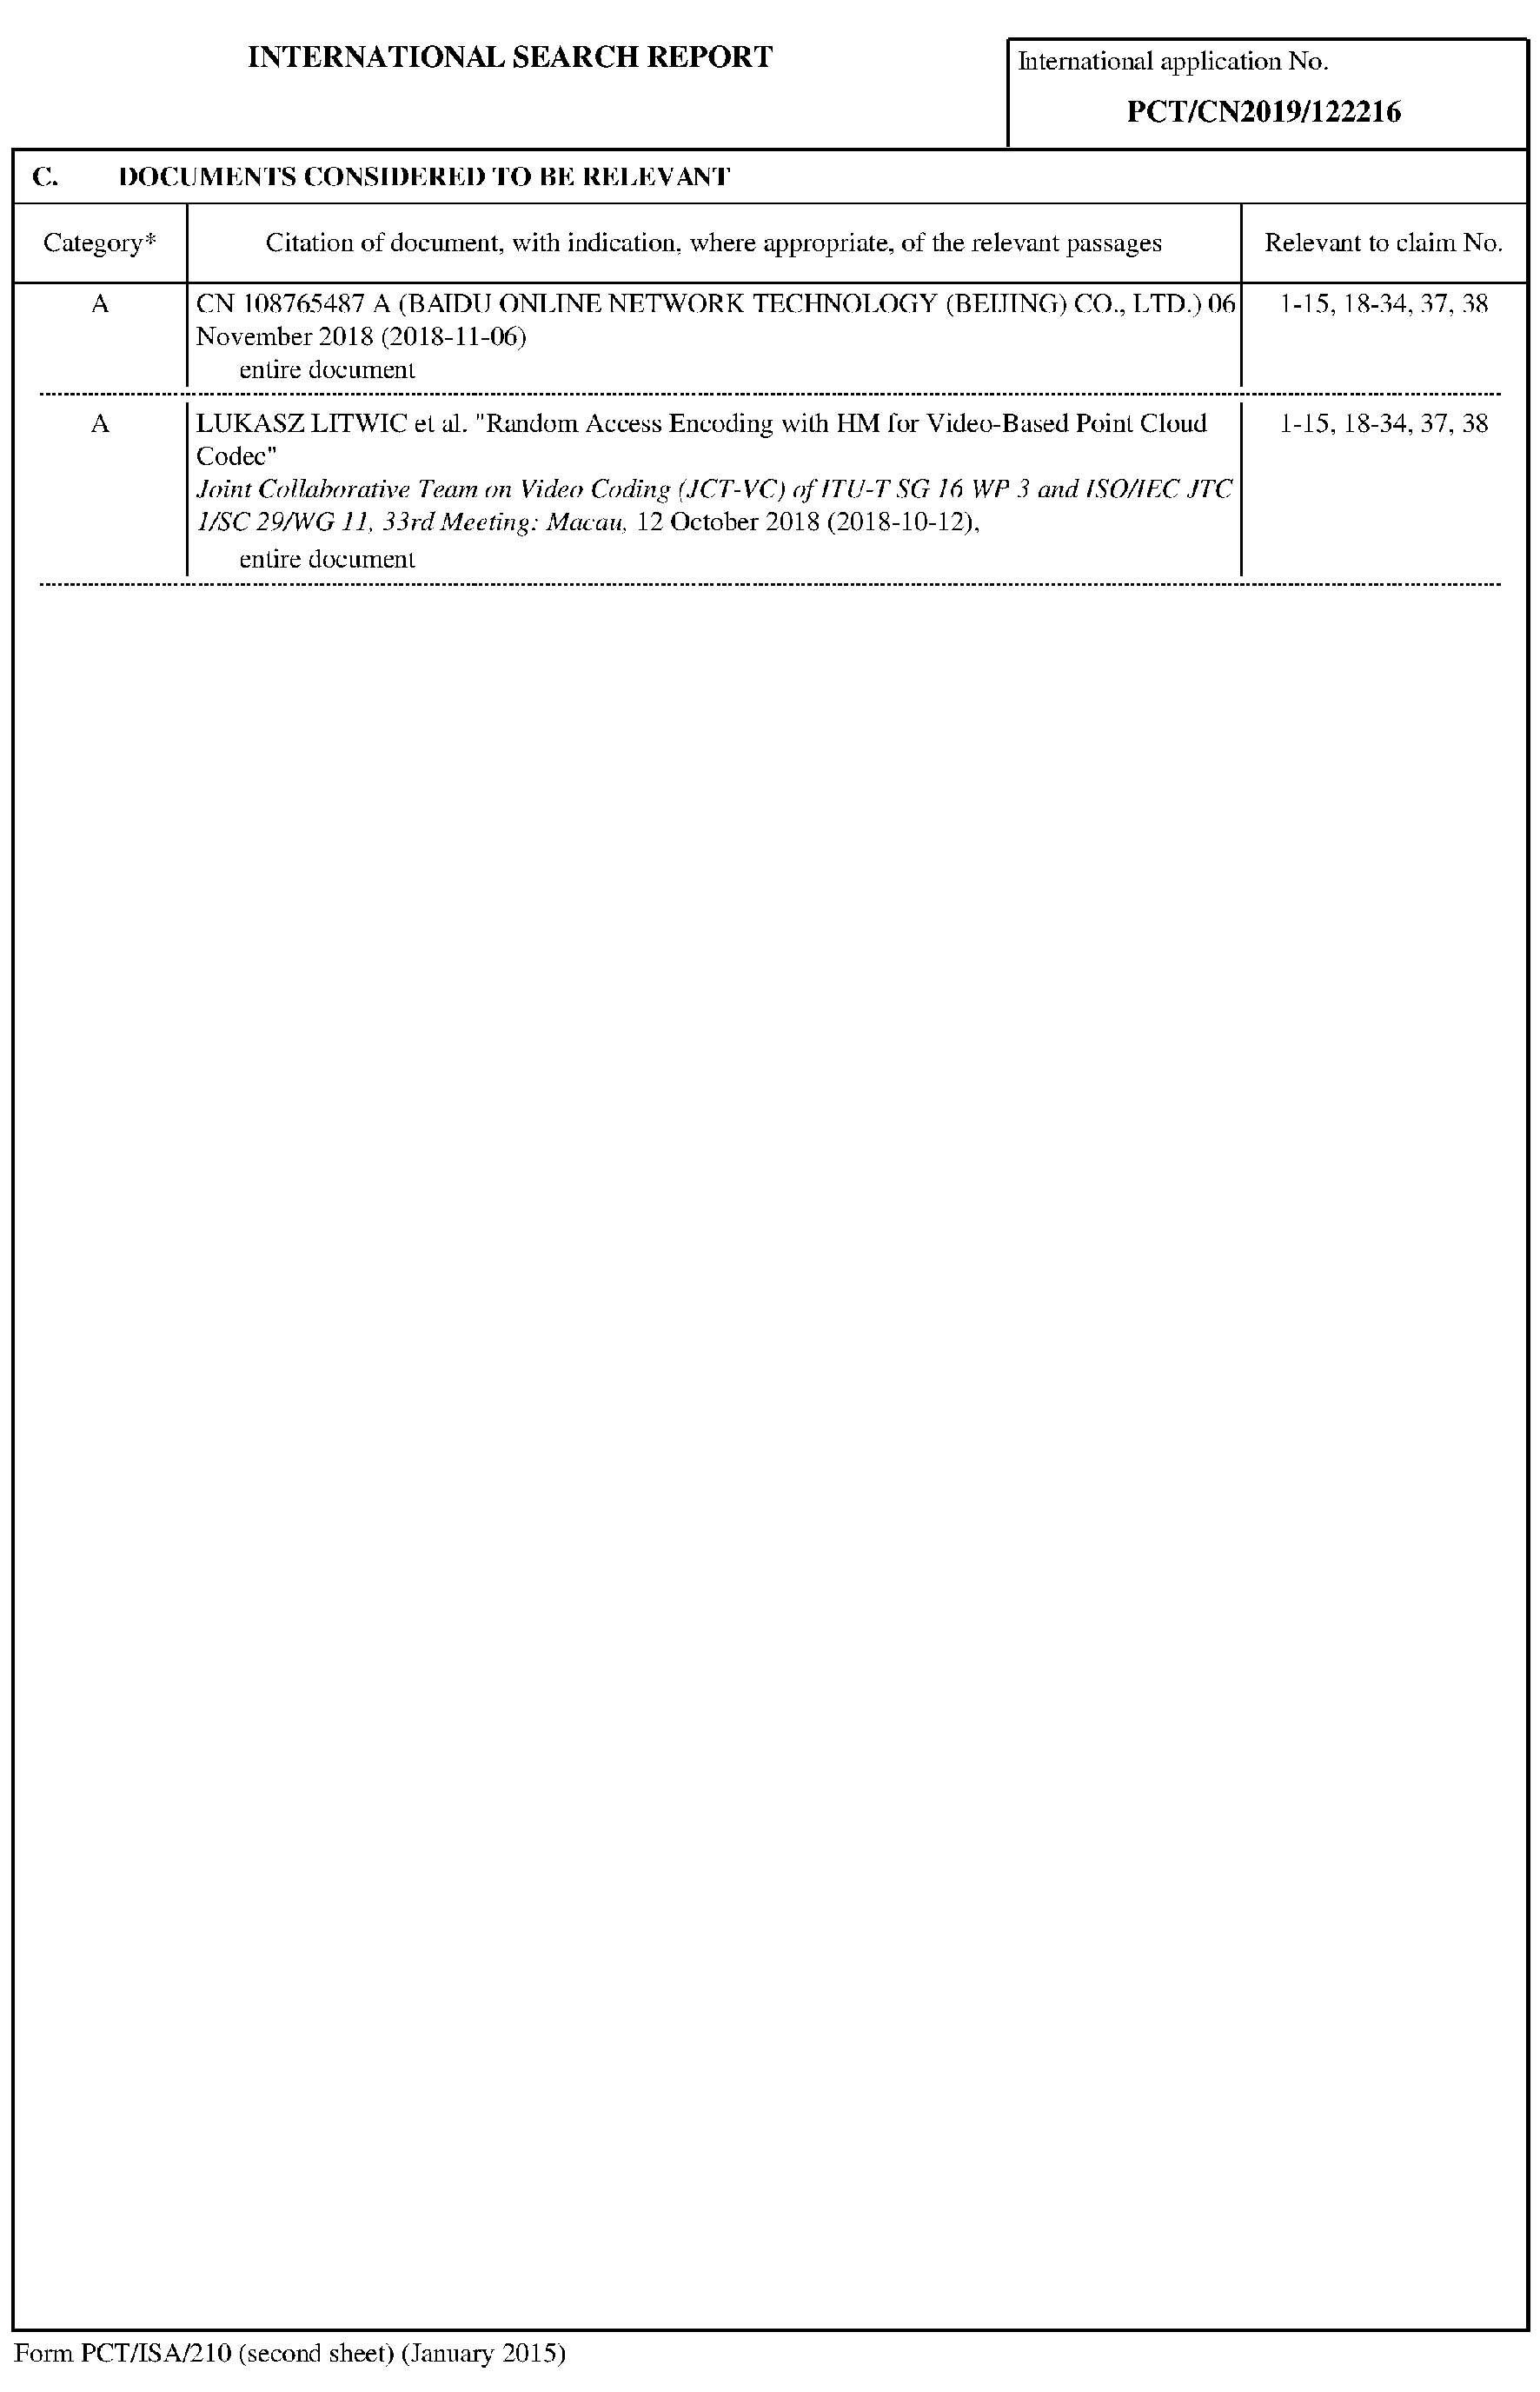 INTERNATIONAL SEARCH REPORT
International application No.
PCT/CN2019/122216
C. DOCUMENTS CONSIDERED TO BE RELEVANT
Category* Citation of document, with indication, where appropriate, of the relevant passages Relevant to claim No.
A CN 108765487 A (BAIDU ONLINE NETWORK TECHNOLOGY (BEIJING) CO., LTD.) 06 1-15, 18-34, 37, 38
November 2018 (2018-11-06)
entire document
A LUKASZ LITWIC et al. "Random Access Encoding with HM for Video-Based Point Cloud 1-15, 18-34, 37, 38
Codec"
Joint Collaborative Team on Video Coding (JCT-VC) of ITU-T SG 16 WP 3 and ISO/IEC JTC
1/SC 29/WG 11, 33rd Meeting: Macau, 12 October 2018 (2018-10-12),
entire document
Form PCT/ISA/210 (second sheet) (January 2015)